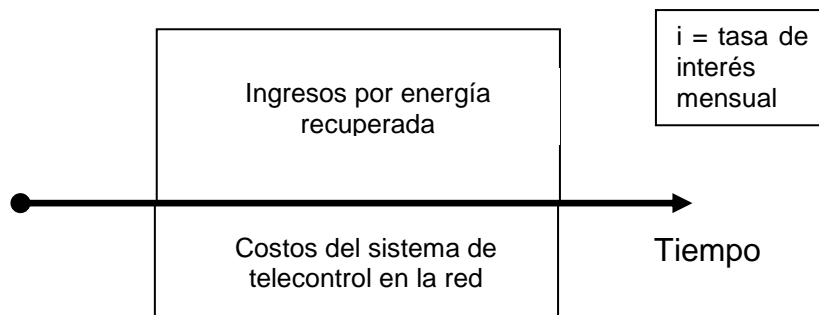 Ingresos por energía
recuperada
i = tasa de
interés
mensual
Costos del sistema de
telecontrol en la red
Tiempo